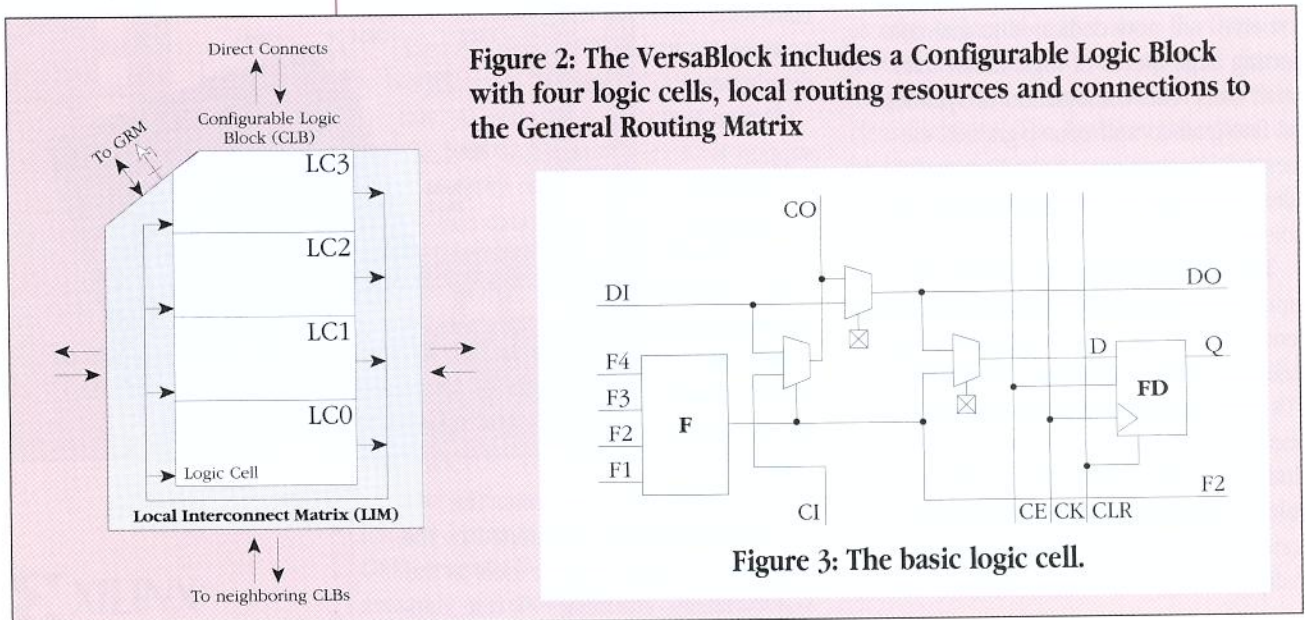 Figure 2: The VersaBlock includes a Configurable Logic Block
with four logic cells, local routing resources and connections to
the General Routing Matrix
Direct Connects
Configurable Logic
Block (CLB)
To GRM
LC3
LC2
LC1
LC0
Logic Cell
Local Interconnect Matrix (LIM)
To neighboring CLBs
CO
DI
DO
F4
F3
F2
F1
F
D
Q
FD
F2
CI
CE
CK
CLR
Figure 3: The basic logic cell.